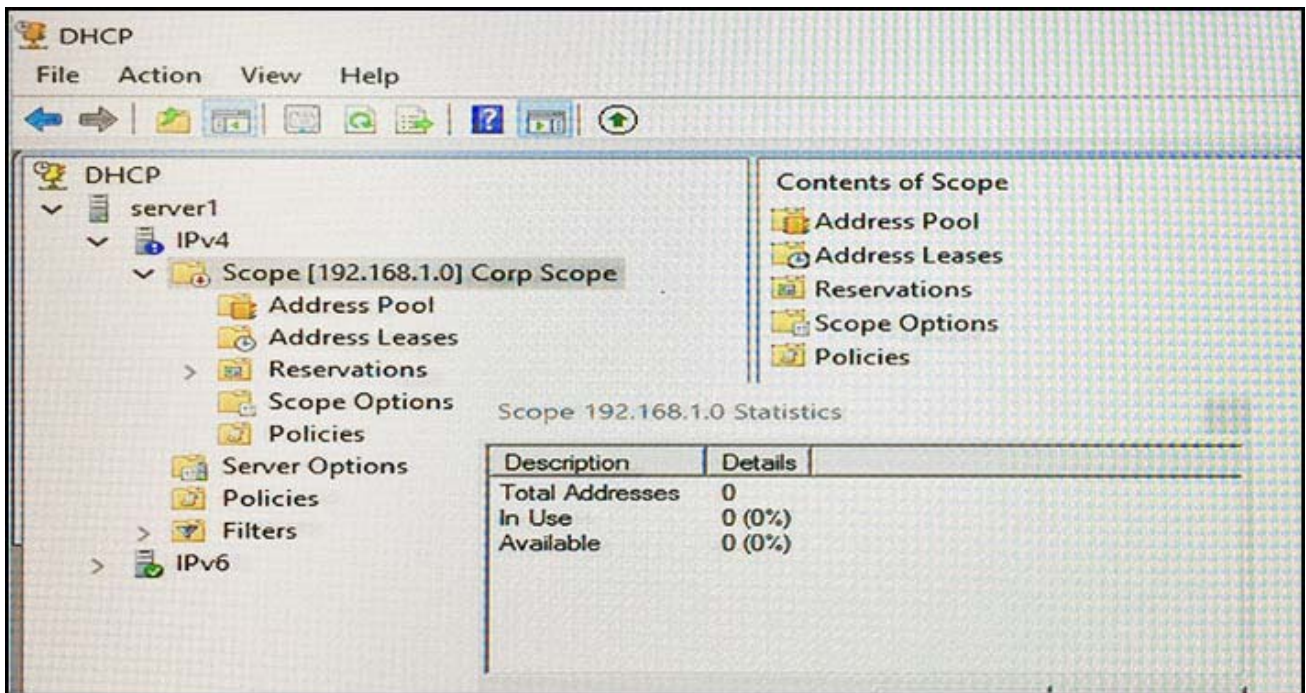 DHCP
File Action View Help
DHCP
server1
IPv4
Scope [192.168.1.0] Corp Scope
Address Pool
Address Leases
Reservations
Scope Options
Policies
Server Options
Policies
Filters
IPv6
Contents of Scope
Address Pool
Address Leases
Reservations
Scope Options
Policies
Scope 192.168.1.0 Statistics
Description Details
Total Addresses 0
In Use 0 (0%)
Available 0 (0%)